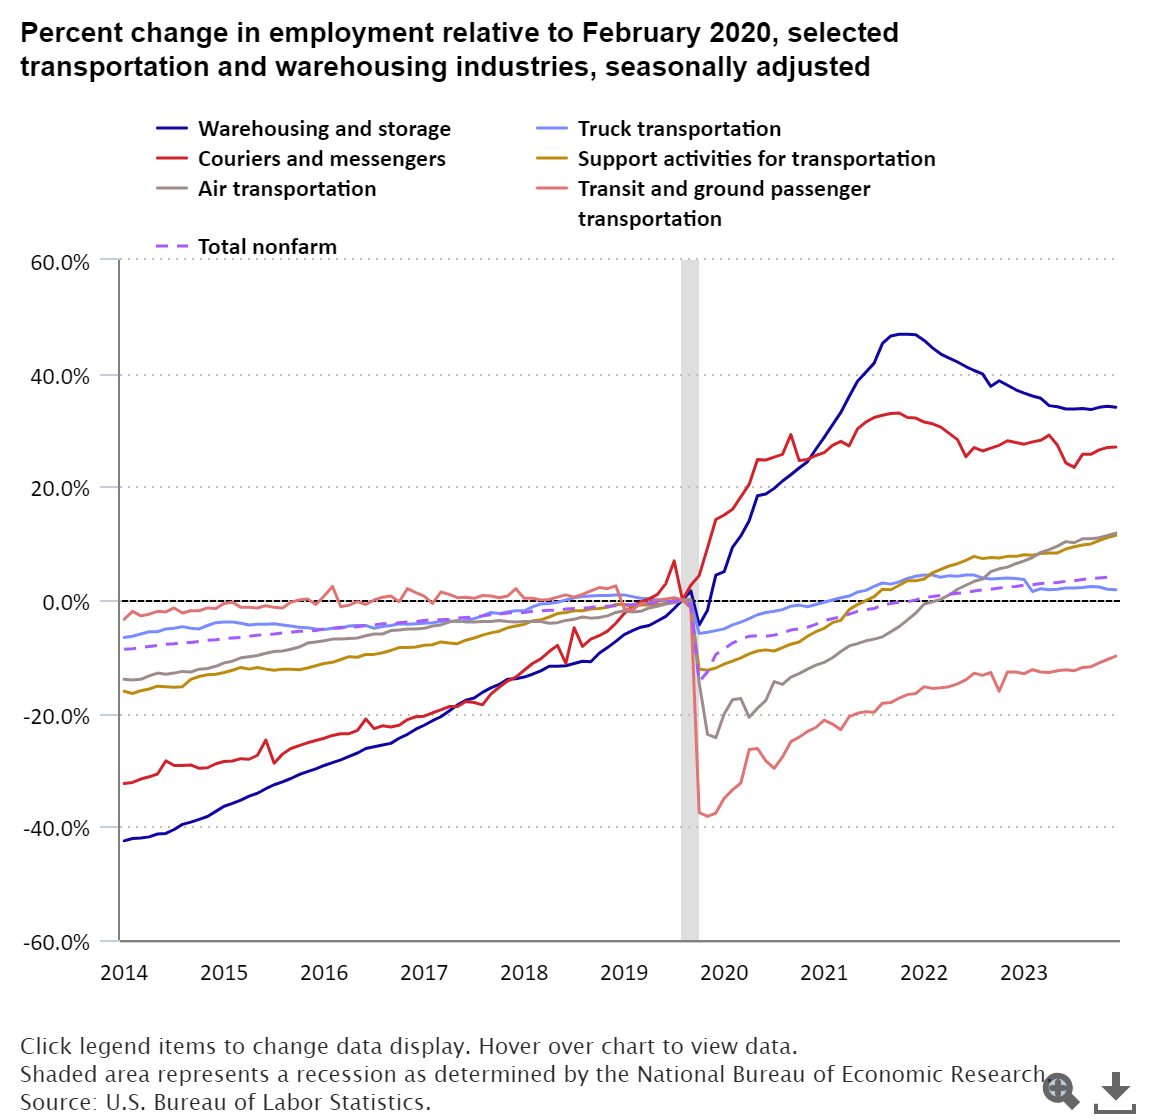 Percent change in employment relative to February 2020, selected
transportation and warehousing industries, seasonally adjusted
Warehousing and storage
Truck transportation
Couriers and messengers
Support activities for transportation
Air transportation
Transit and ground passenger
transportation
Total nonfarm
60.0%
40.0%
20.0%
0.0%
-20.0%
-40.0%
-60.0%
2014 2015 2016 2017 2018 2019 2020 2021 2022 2023
Click legend items to change data display. Hover over chart to view data.
Shaded area represents a recession as determined by the National Bureau of Economic Research.
Source: U.S. Bureau of Labor Statistics.